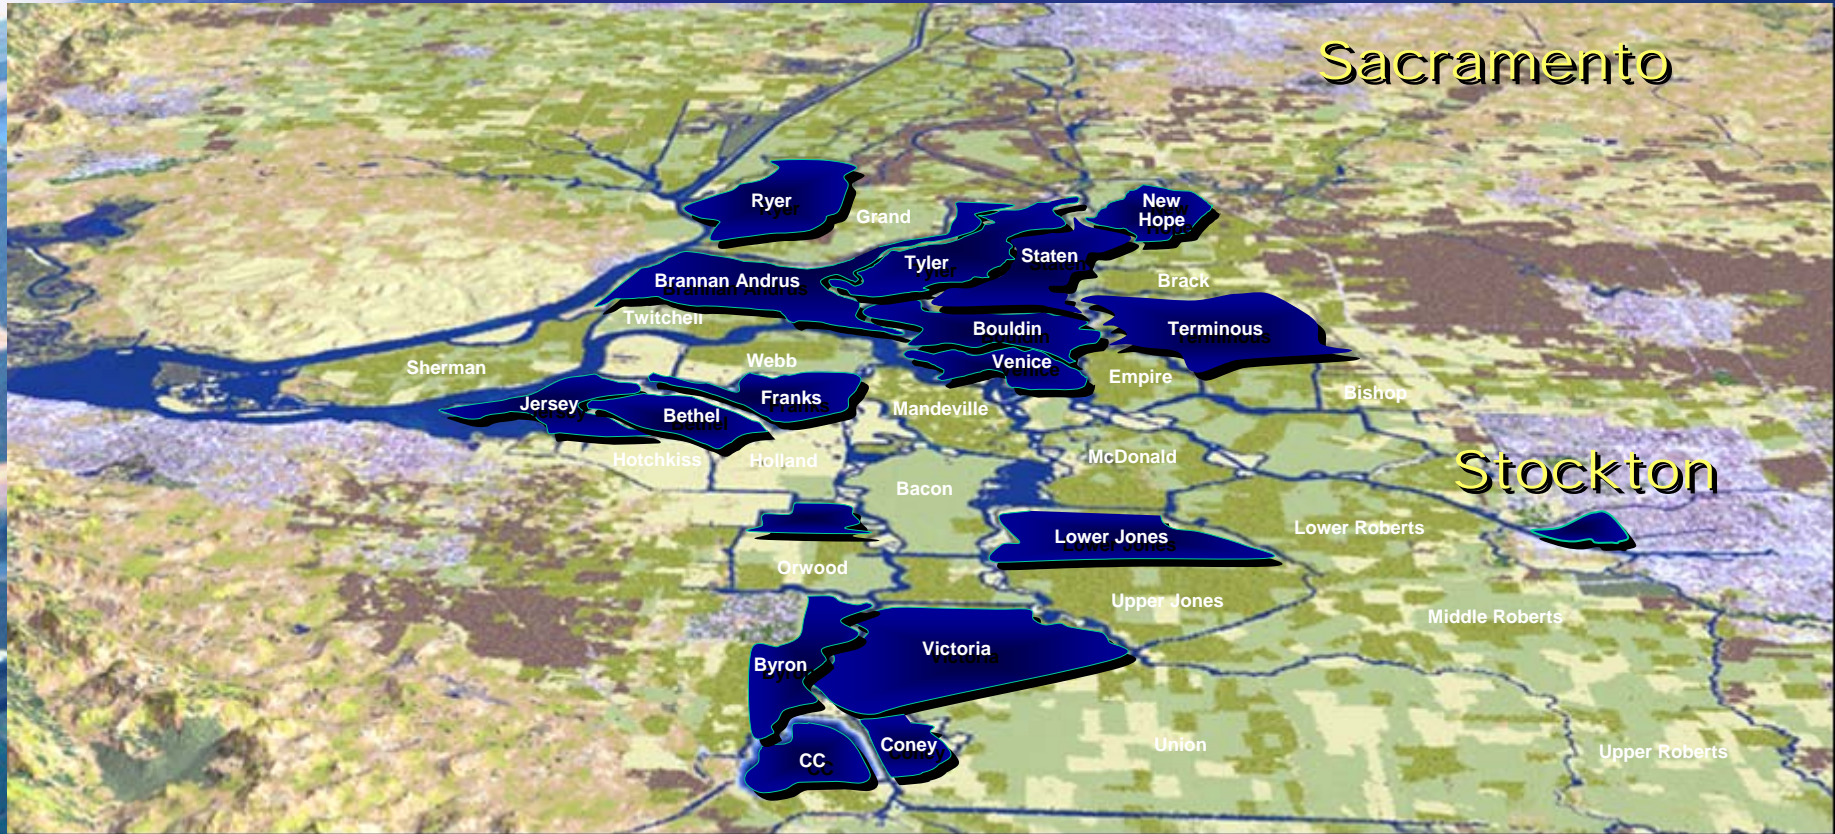 Sacramento
Ryer
Grand
New
Hope
Staten
Tyler
Brannan Andrus
Brack
Twitchell
Bouldin
Terminous
Webb
Venice
Sherman
Empire
Bishop
Franks
Jersey
Bethel
Mandeville
McDonald
Hotchkiss
Holland
Stockton
Bacon
Lower Roberts
Lower Jones
Orwood
Upper Jones
Middle Roberts
Victoria
Byron
Coney
Union
Upper Roberts
CC